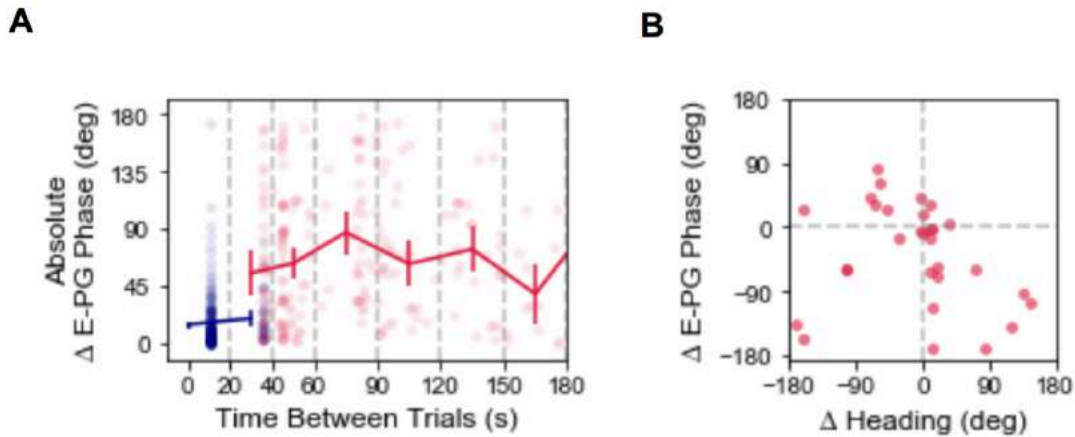 A
B
Absolute
Δ E-PG Phase (deg)
180
135
90
45
0
0 20 40 60 90 120 150 180
Time Between Trials (s)
Δ E-PG Phase (deg)
180
90
0
−90
−180
−180 −90 0 90 180
Δ Heading (deg)